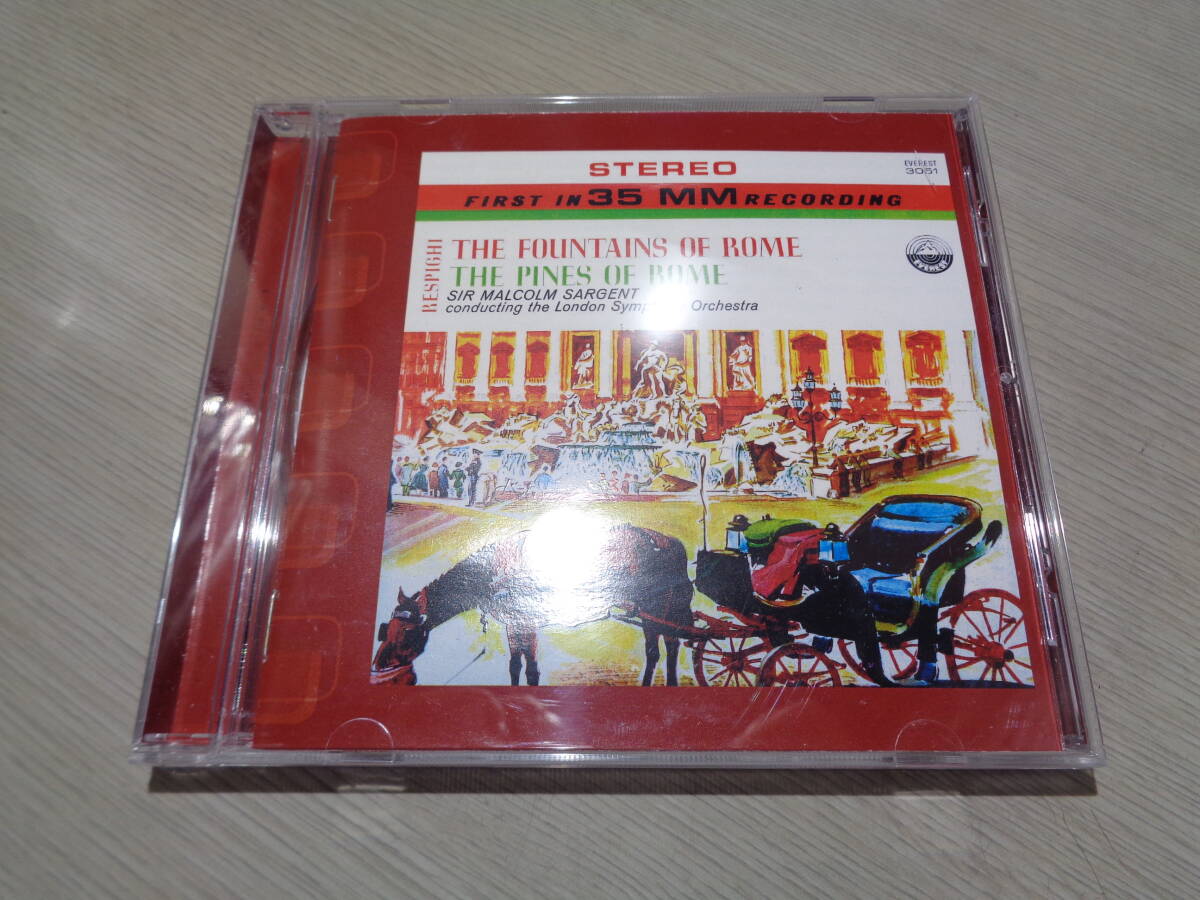 STEREO
EVEREST
3051
FIRST IN 35 MM RECORDING
RESPIGHI
THE FOUNTAINS OF ROME
THE PINES OF ROME
SIR MALCOLM SARGENT
conducting the London Orchestra